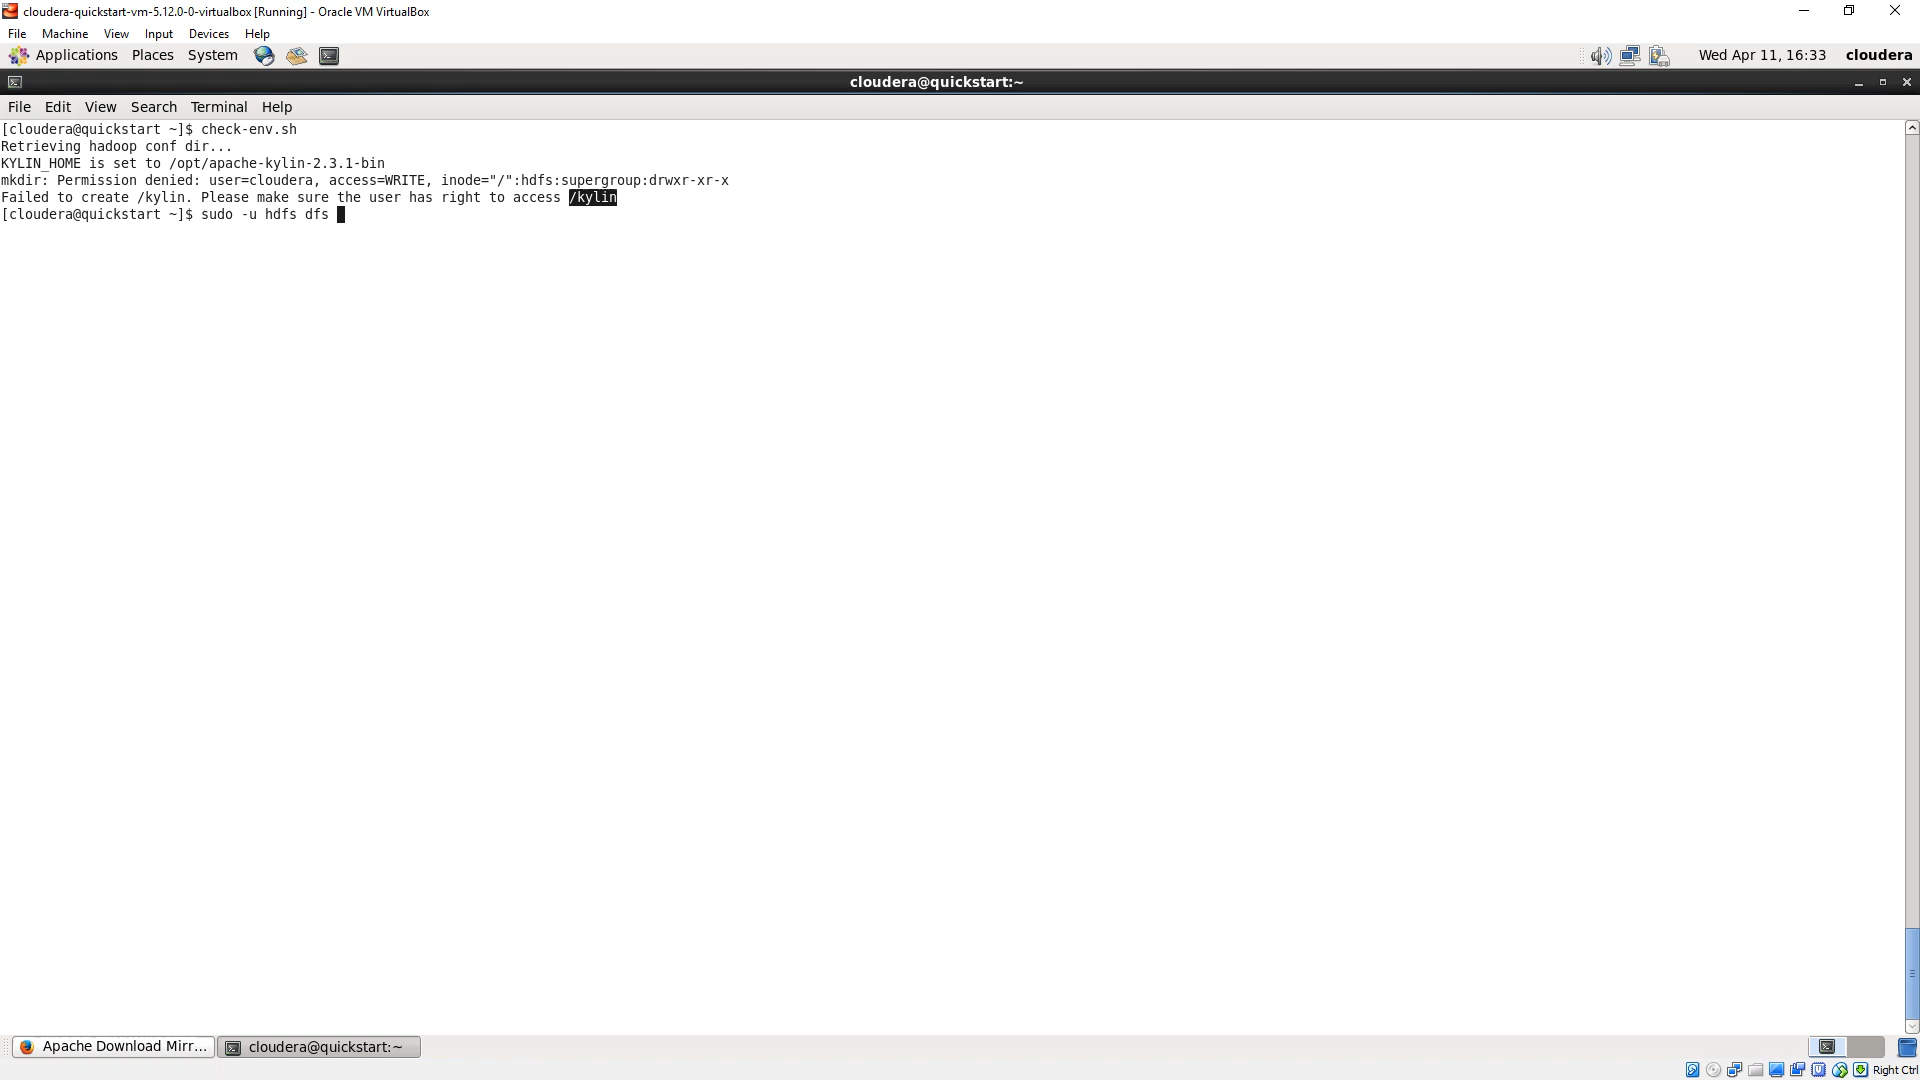 cloudera-quickstart-vm-5.12.0-0-virtualbox [Running] - Oracle VM VirtualBox
File Machine View Input Devices Help
Applications Places System Wed Apr 11, 16:33 cloudera
cloudera@quickstart:~
File Edit View Search Terminal Help
[cloudera@quickstart ~]$ check-env.sh
Retrieving hadoop conf dir...
KYLIN_HOME is set to /opt/apache-kylin-2.3.1-bin
mkdir: Permission denied: user=cloudera, access=WRITE, inode="/":hdfs:supergroup:drwxr-xr-x
Failed to create /kylin. Please make sure the user has right to access /kylin
[cloudera@quickstart ~]$ sudo -u hdfs dfs
Apache Download Mirr... cloudera@quickstart:~
Right Ctrl